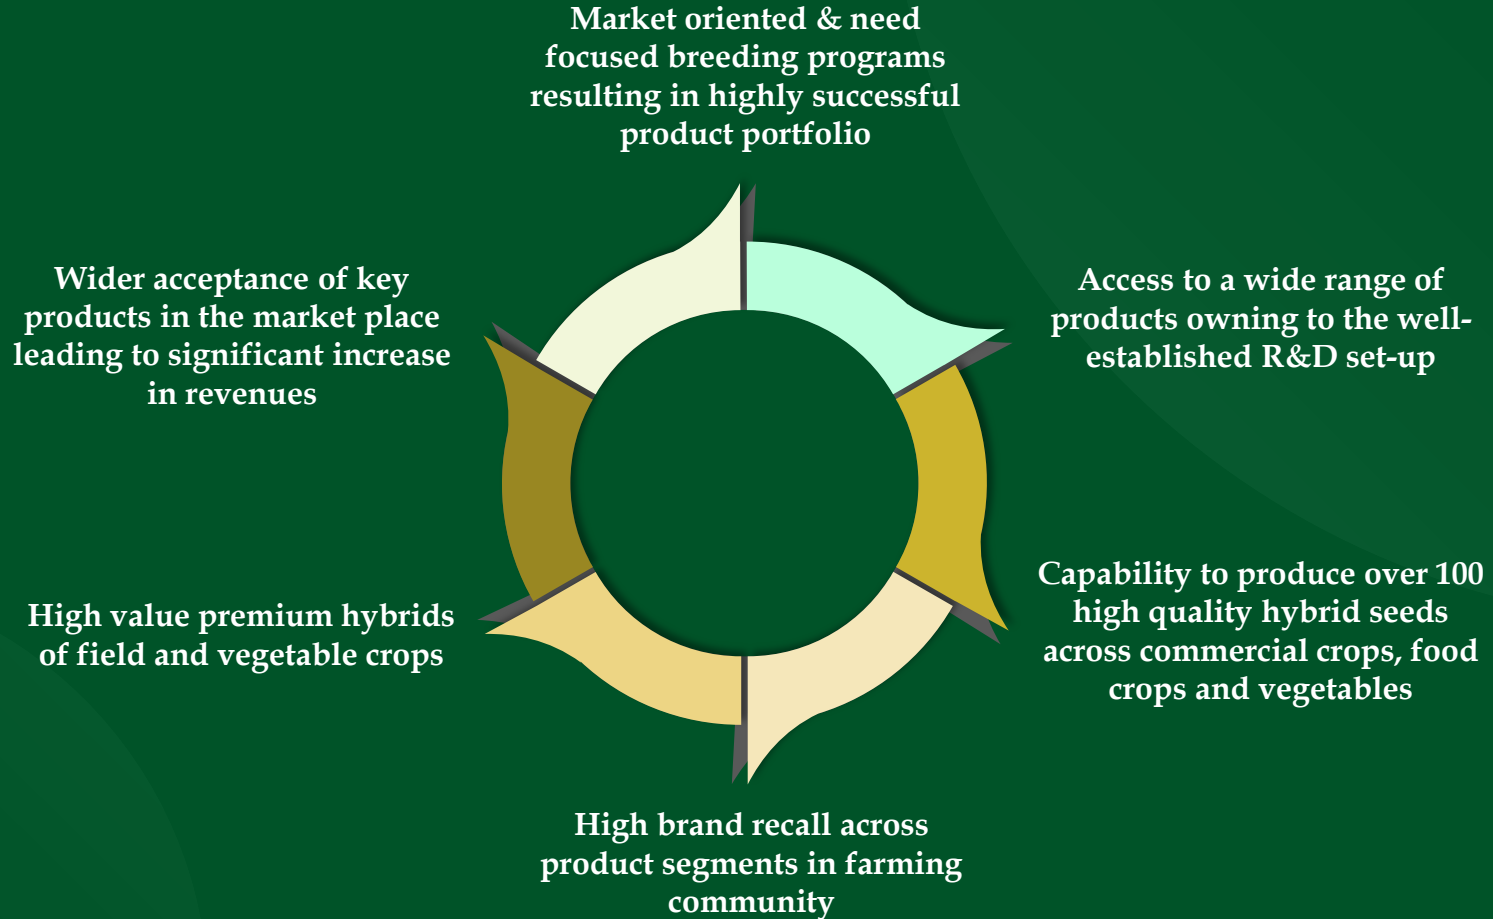 Market oriented & need
focused breeding programs
resulting in highly successful
product portfolio
Access to a wide range of
products owning to the well-
established R&D set-up
Capability to produce over 100
high quality hybrid seeds
across commercial crops, food
crops and vegetables
High brand recall across
product segments in farming
community
High value premium hybrids
of field and vegetable crops
Wider acceptance of key
products in the market place
leading to significant increase
in revenues